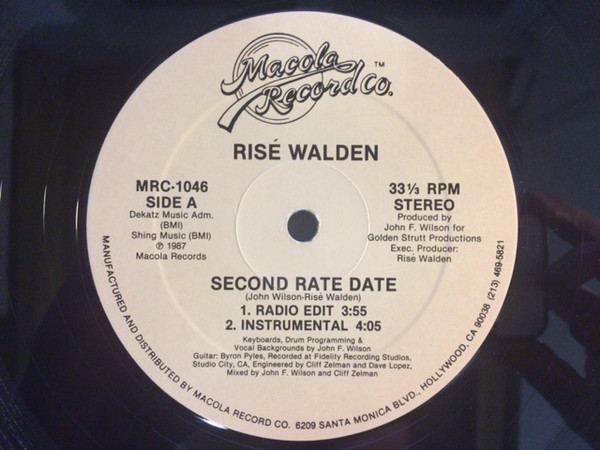 Macola
Record Co.™
RISÉ WALDEN
MRC-1046
SIDE A
Dekatz Music Adm.
(BMI)
Shing Music (BMI)
℗ 1987
Macola Records
33⅓ RPM
STEREO
Produced by
John F. Wilson for
Golden Strutt Productions
Exec. Producer:
Risé Walden
SECOND RATE DATE
(John Wilson-Risé Walden)
1. RADIO EDIT 3:55
2. INSTRUMENTAL 4:05
Keyboards, Drum Programming &
Vocal Backgrounds by John F. Wilson
Guitar: Byron Pyles, Recorded at Fidelity Recording Studios,
Studio City, CA, Engineered by Cliff Zelman and Dave Lopez,
Mixed by John F. Wilson and Cliff Zelman
MANUFACTURED AND DISTRIBUTED BY MACOLA RECORD CO. 6209 SANTA MONICA BLVD., HOLLYWOOD, CA 90038 (213) 469-5821